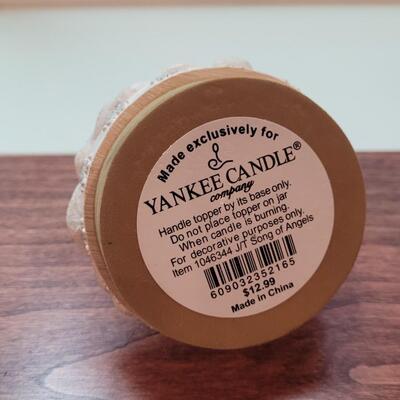 Made exclusively for
YANKEE CANDLE®
company
Handle topper by its base only.
Do not place topper on jar
When candle is burning.
For decorative purposes only.
Item 1046344 J/T Song of Angels
609032352165
$12.99
Made in China